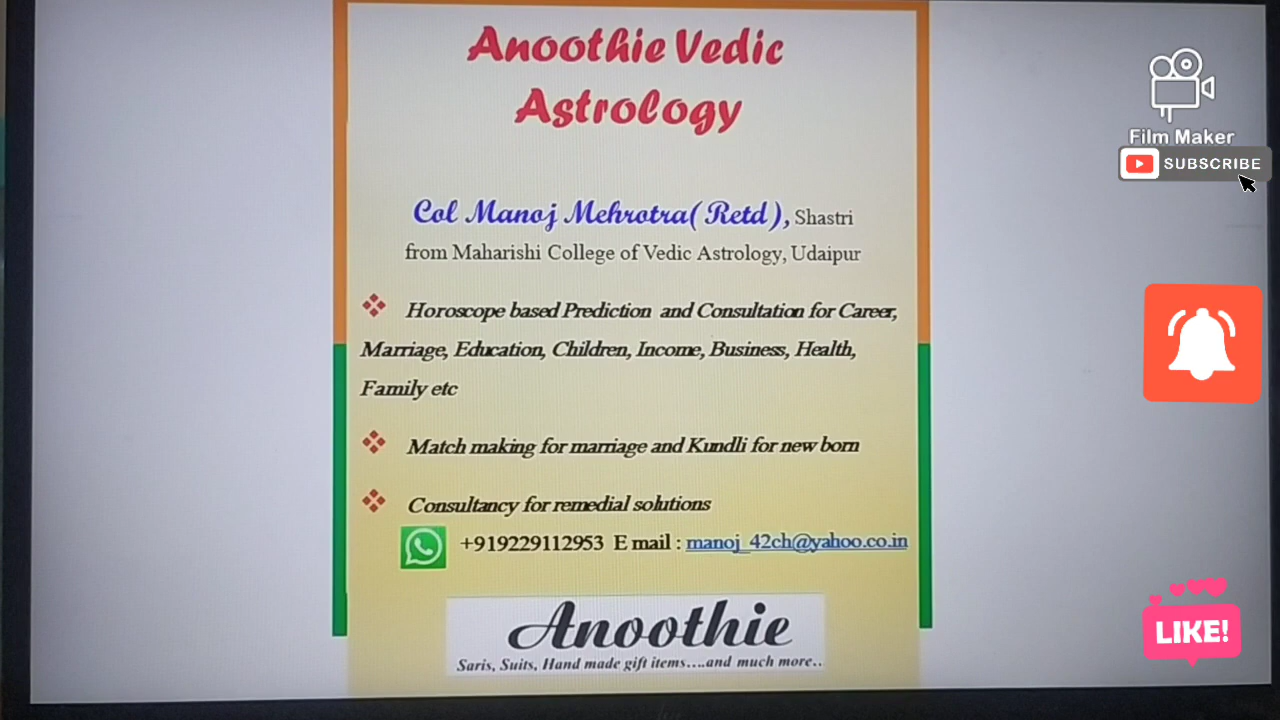 Anoothie Vedic
Astrology
Col Manoj Mehrotra( Retd ), Shastri
from Maharishi College of Vedic Astrology, Udaipur
Horoscope based Prediction and Consultation for Career,
Marriage, Education, Children, Income, Business, Health,
Family etc
Match making for marriage and Kundli for new born
Consultancy for remedial solutions
+919229112953 E mail : manoj_42ch@yahoo.co.in
Anoothie
Saris, Suits, Hand made gift items....and much more..
Film Maker
SUBSCRIBE
LIKE!